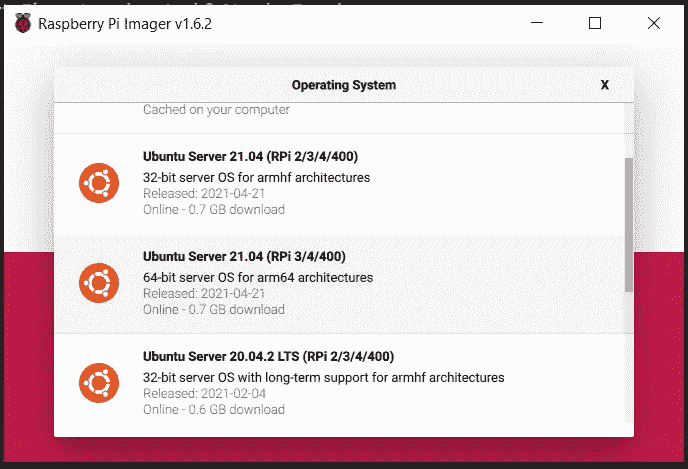 Raspberry Pi Imager v1.6.2
Operating System
X
Cached on your computer
Ubuntu Server 21.04 (RPi 2/3/4/400)
32-bit server OS for armhf architectures
Released: 2021-04-21
Online - 0.7 GB download
Ubuntu Server 21.04 (RPi 3/4/400)
64-bit server OS for arm64 architectures
Released: 2021-04-21
Online - 0.7 GB download
Ubuntu Server 20.04.2 LTS (RPi 2/3/4/400)
32-bit server OS with long-term support for armhf architectures
Released: 2021-02-04
Online - 0.6 GB download